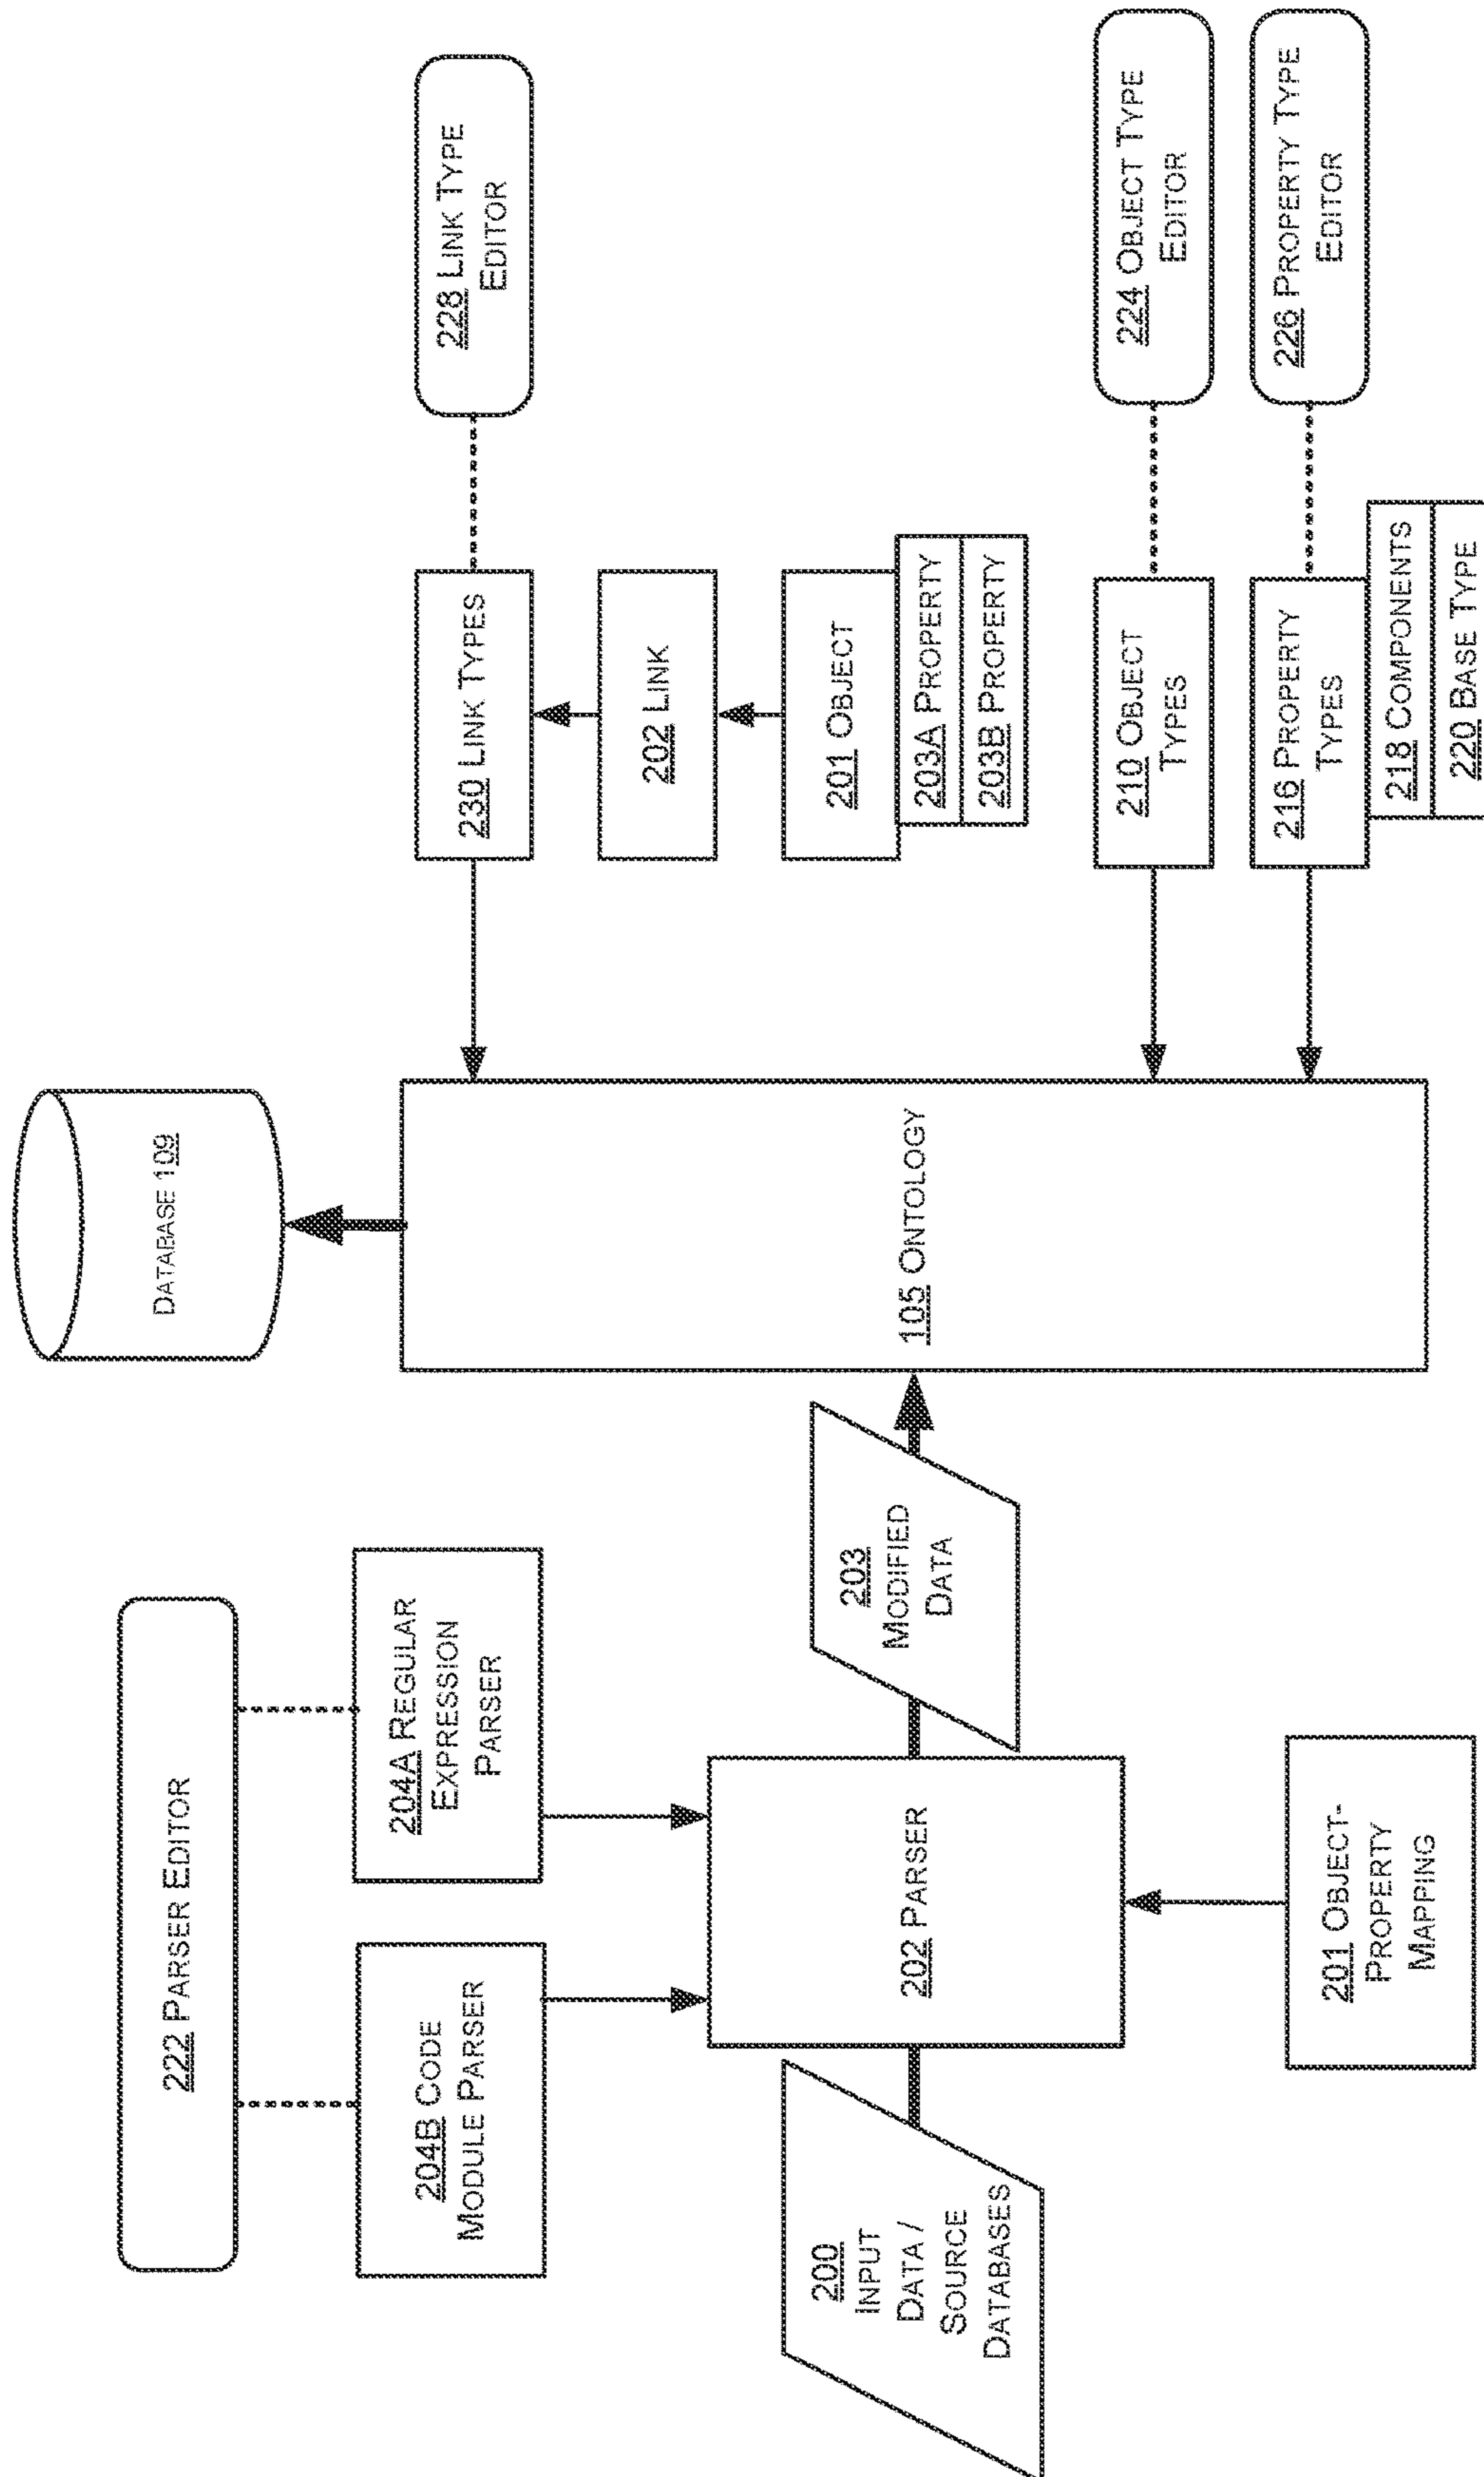 222 PARSER EDITOR
204B CODE
MODULE PARSER
204A REGULAR
EXPRESSION
PARSER
200
INPUT
DATA /
SOURCE
DATABASES
202 PARSER
201 OBJECT-
PROPERTY
MAPPING
203
MODIFIED
DATA
DATABASE 109
105 ONTOLOGY
230 LINK TYPES
202 LINK
201 OBJECT
203A PROPERTY
203B PROPERTY
210 OBJECT
TYPES
216 PROPERTY
TYPES
218 COMPONENTS
220 BASE TYPE
228 LINK TYPE
EDITOR
224 OBJECT TYPE
EDITOR
226 PROPERTY TYPE
EDITOR